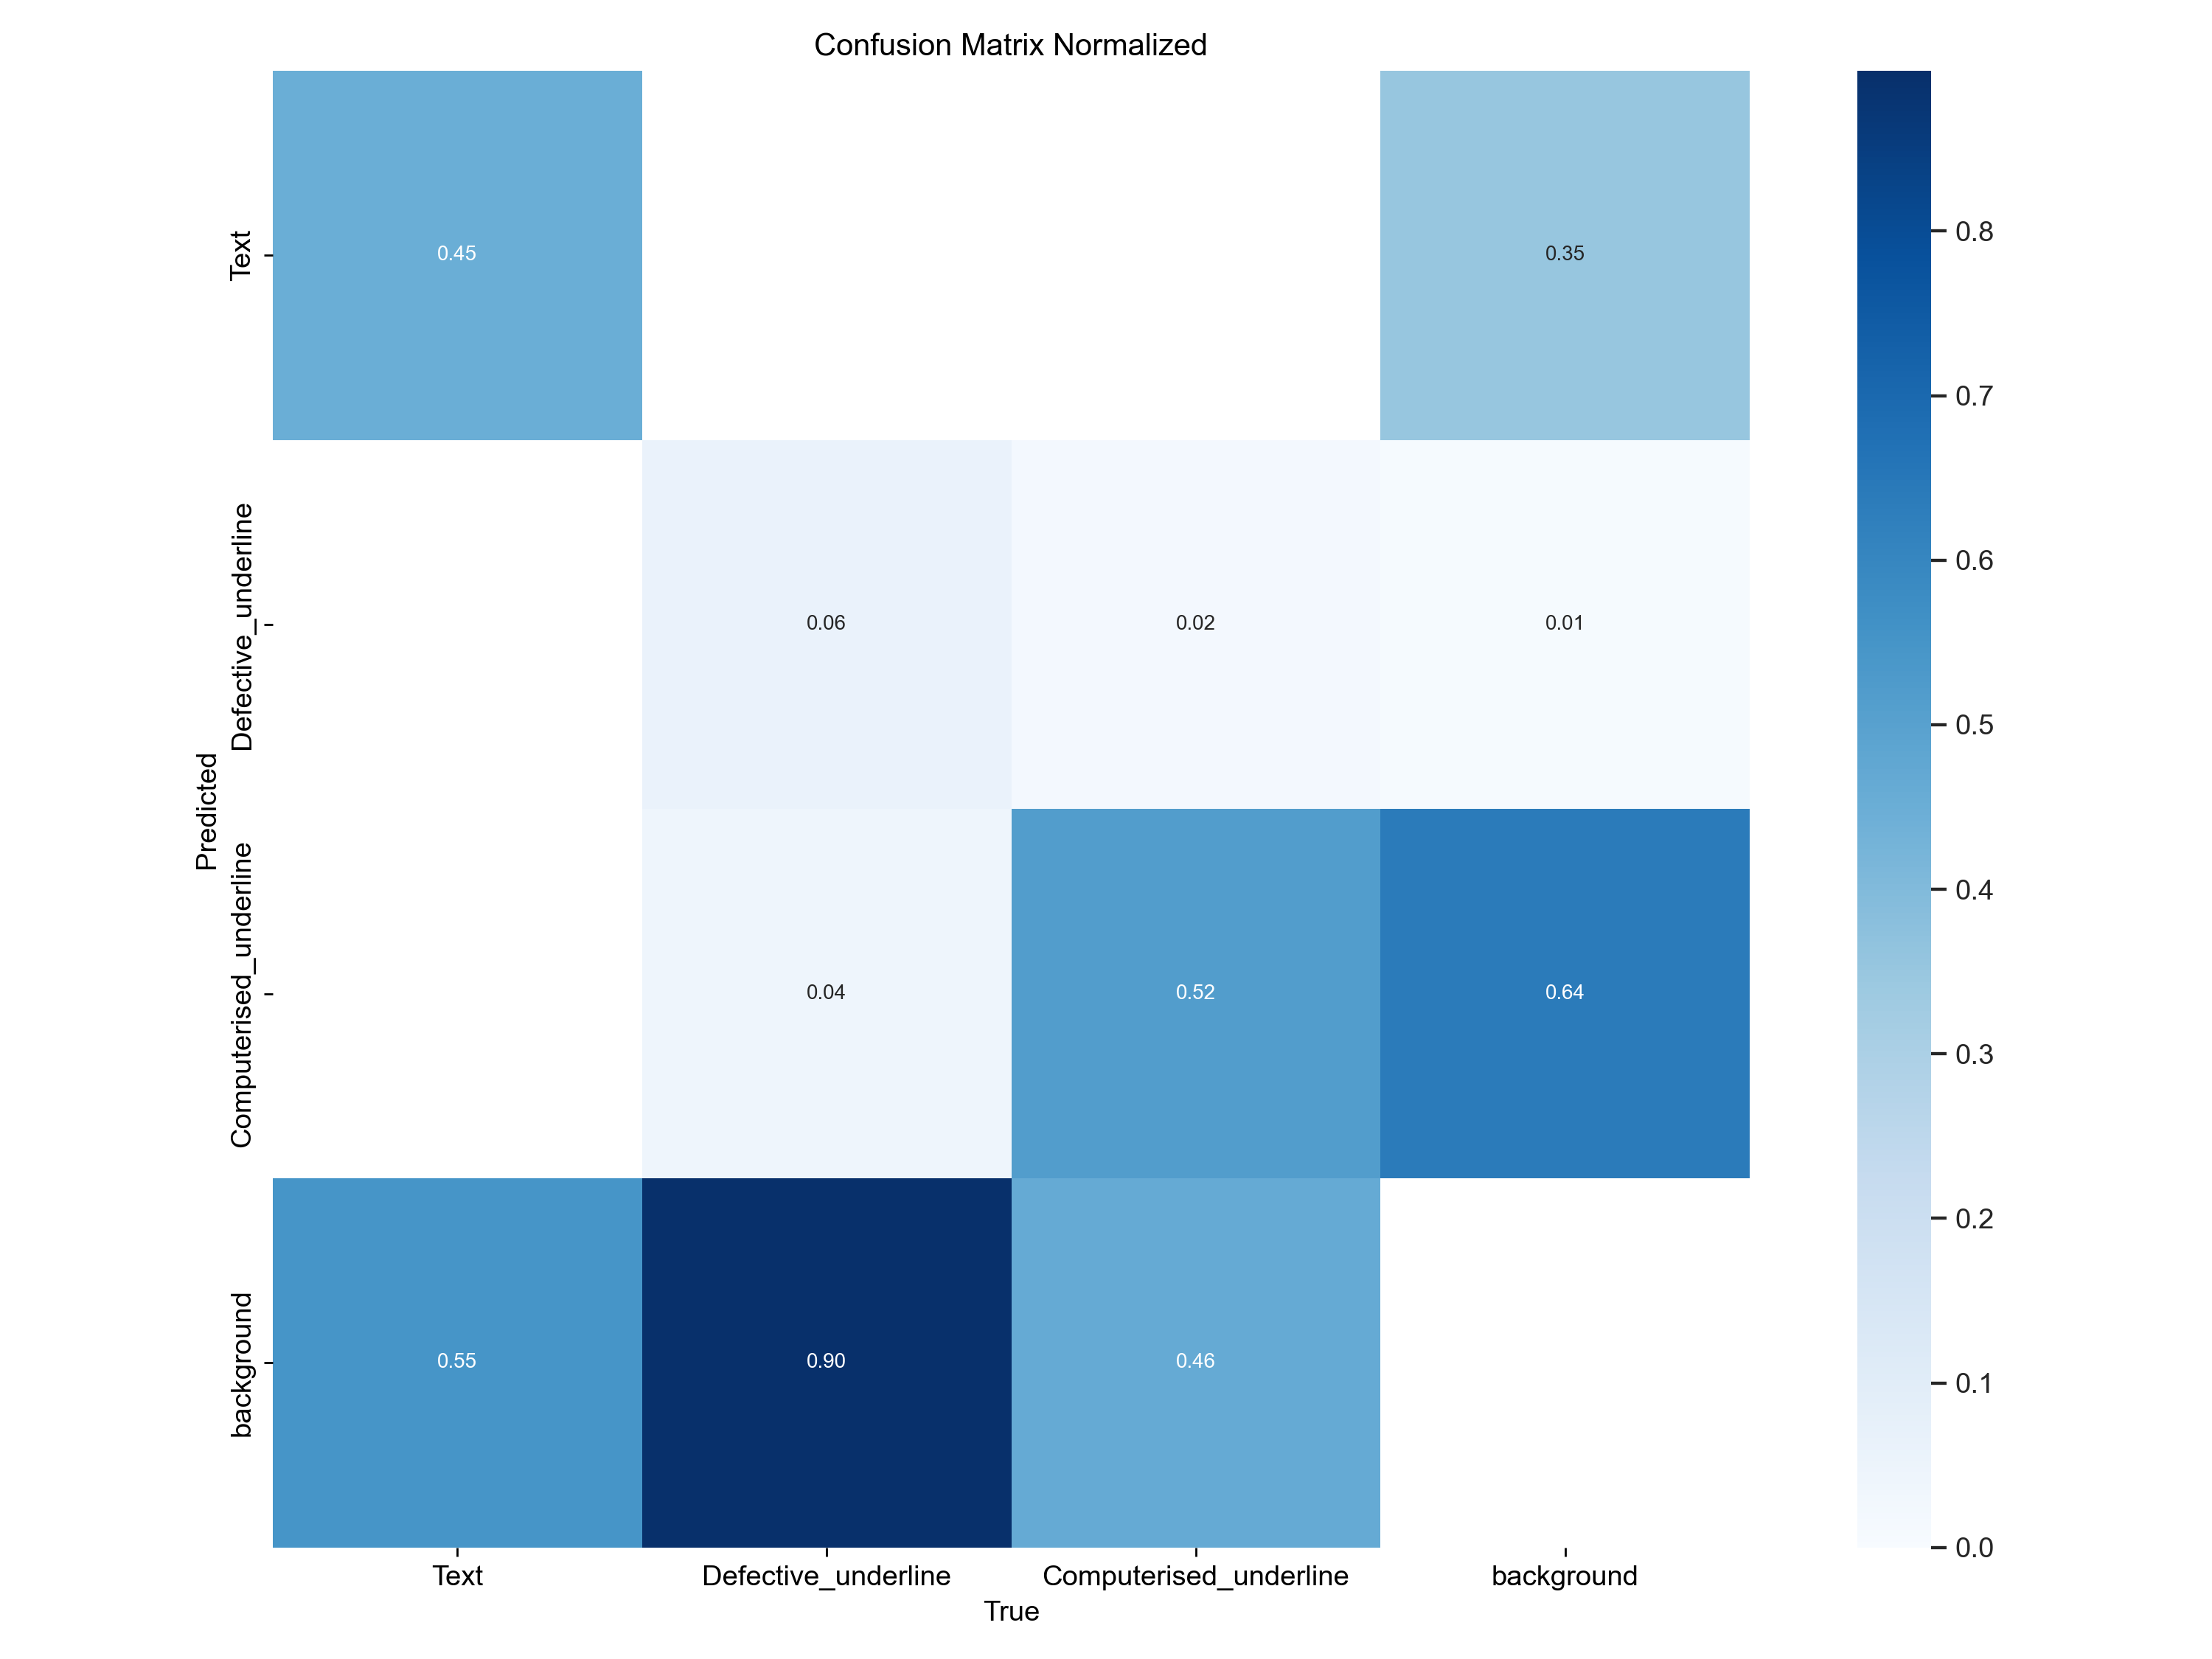 Confusion Matrix Normalized
Predicted
Text
0.45
0.35
Defective_underline
0.06
0.02
0.01
Computerised_underline
0.04
0.52
0.64
background
0.55
0.90
0.46
Text
Defective_underline
Computerised_underline
background
True
0.8
0.7
0.6
0.5
0.4
0.3
0.2
0.1
0.0